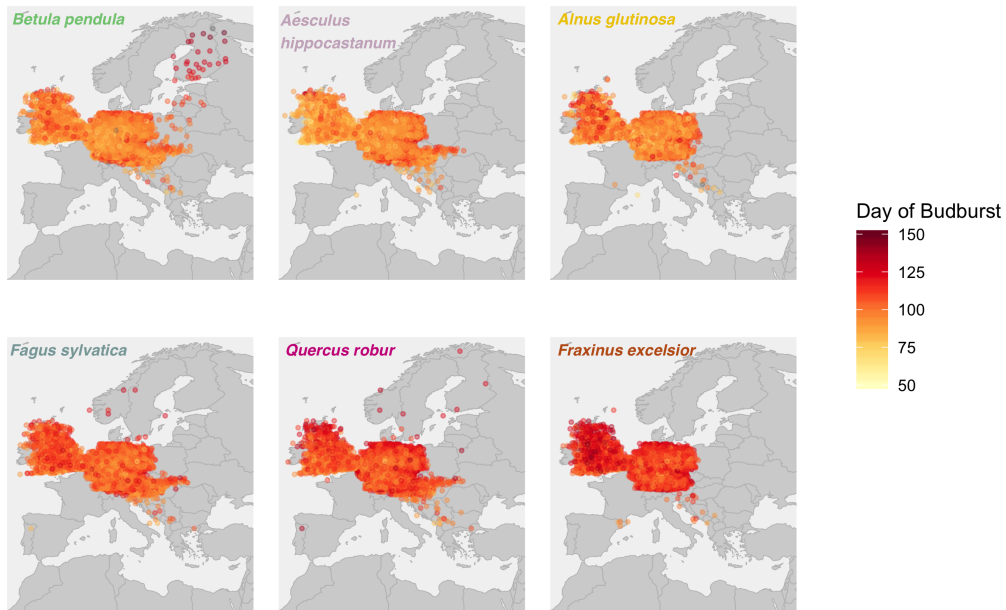 Betula pendula
Aesculus
hippocastanum
Alnus glutinosa
Day of Budburst
150
125
100
75
50
Fagus sylvatica
Quercus robur
Fraxinus excelsior